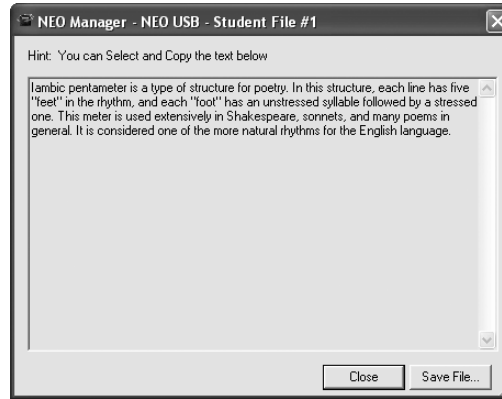 NEO Manager - NEO USB - Student File #1
Hint: You can Select and Copy the text below
Iambic pentameter is a type of structure for poetry. In this structure, each line has five
"feet" in the rhythm, and each "foot" has an unstressed syllable followed by a stressed
one. This meter is used extensively in Shakespeare, sonnets, and many poems in
general. It is considered one of the more natural rhythms for the English language.
Close Save File...